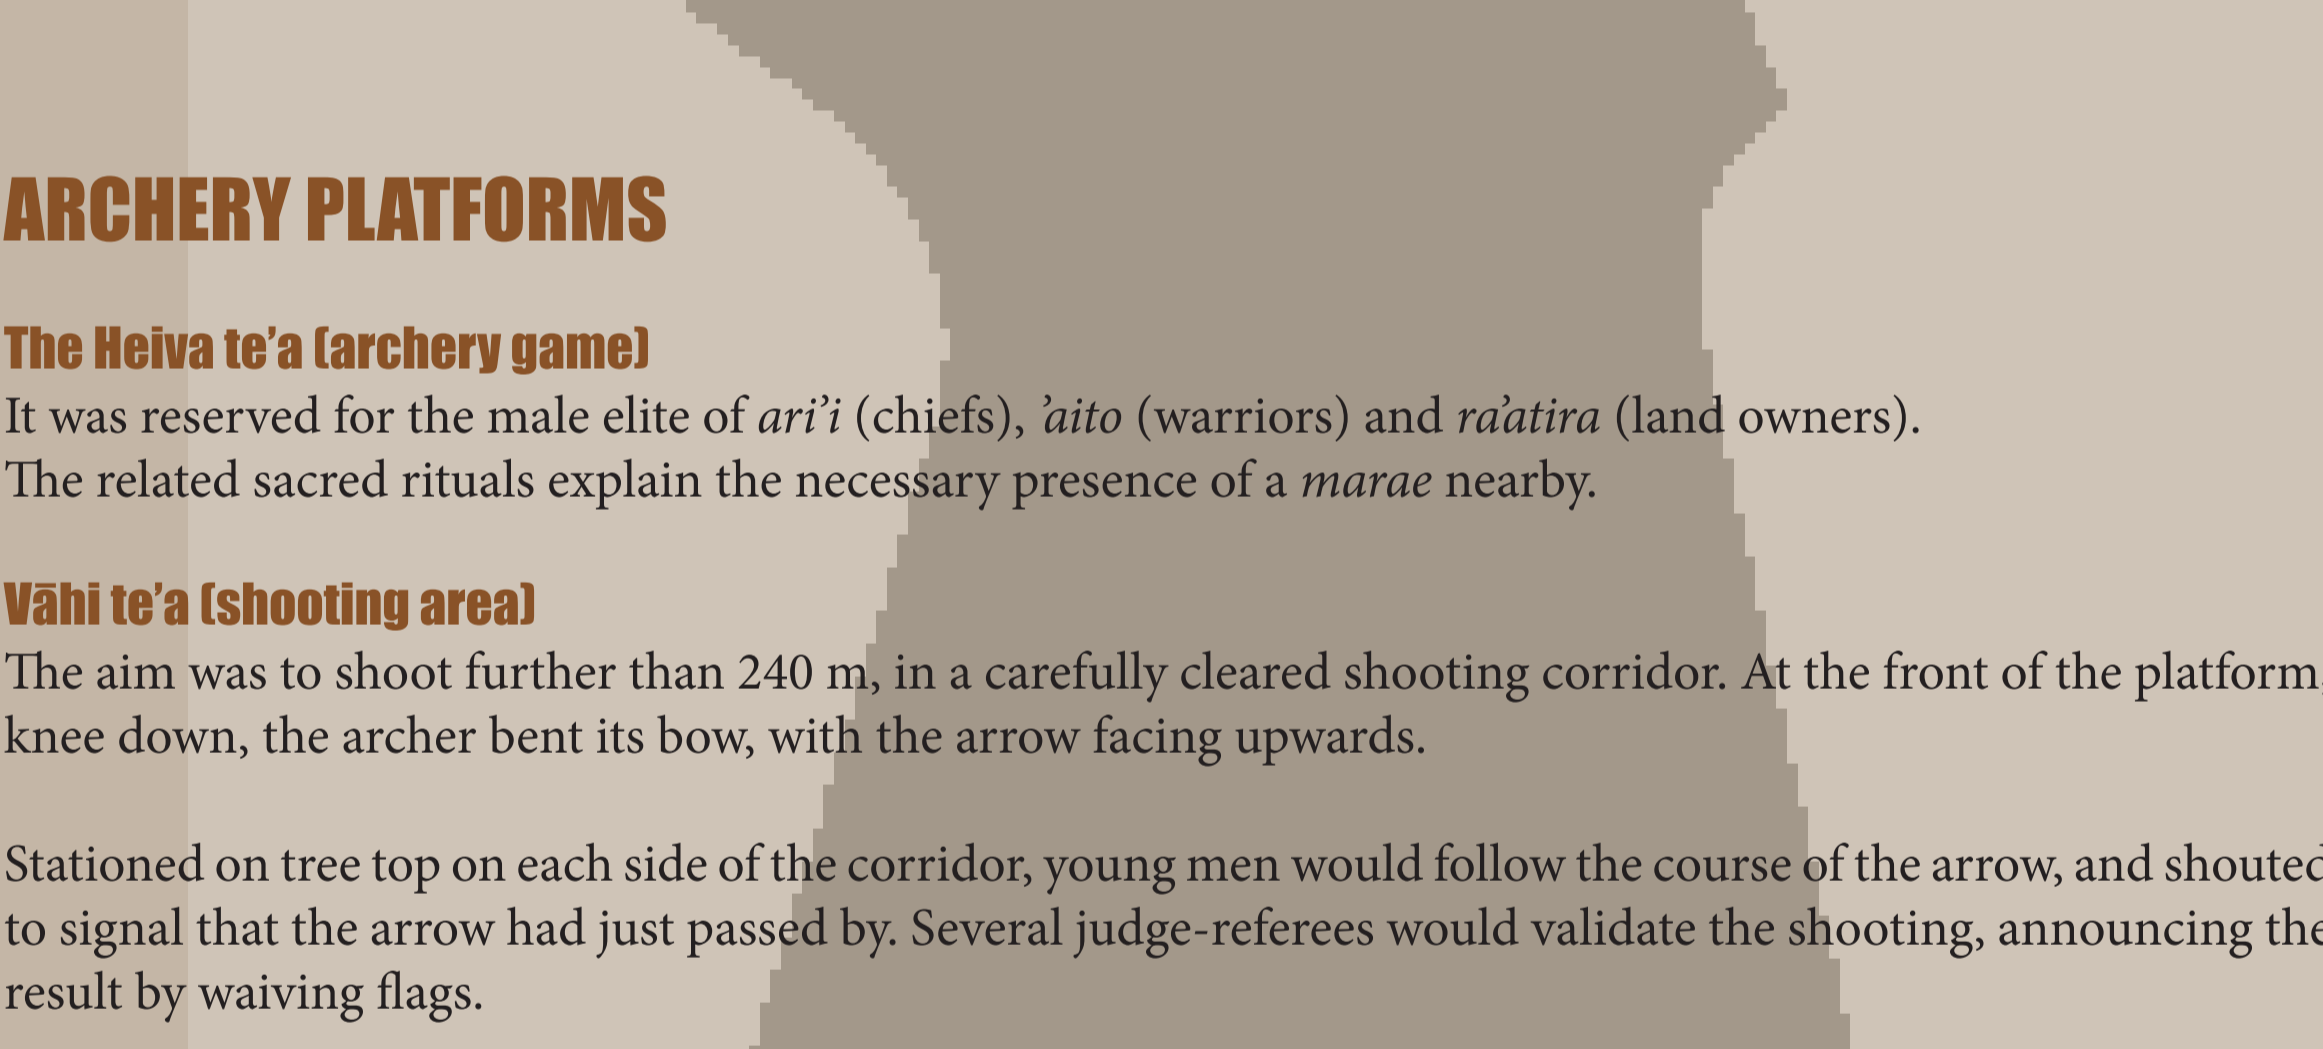 ARCHERY PLATFORMS
The Heiva te’a (archery game)
It was reserved for the male elite of ari’i (chiefs), ’aito (warriors) and ra’atira (land owners).
The related sacred rituals explain the necessary presence of a marae nearby.
Vāhi te’a (shooting area)
The aim was to shoot further than 240 m, in a carefully cleared shooting corridor. At the front of the platform,
knee down, the archer bent its bow, with the arrow facing upwards.
Stationed on tree top on each side of the corridor, young men would follow the course of the arrow, and shouted
to signal that the arrow had just passed by. Several judge-referees would validate the shooting, announcing the
result by waiving flags.